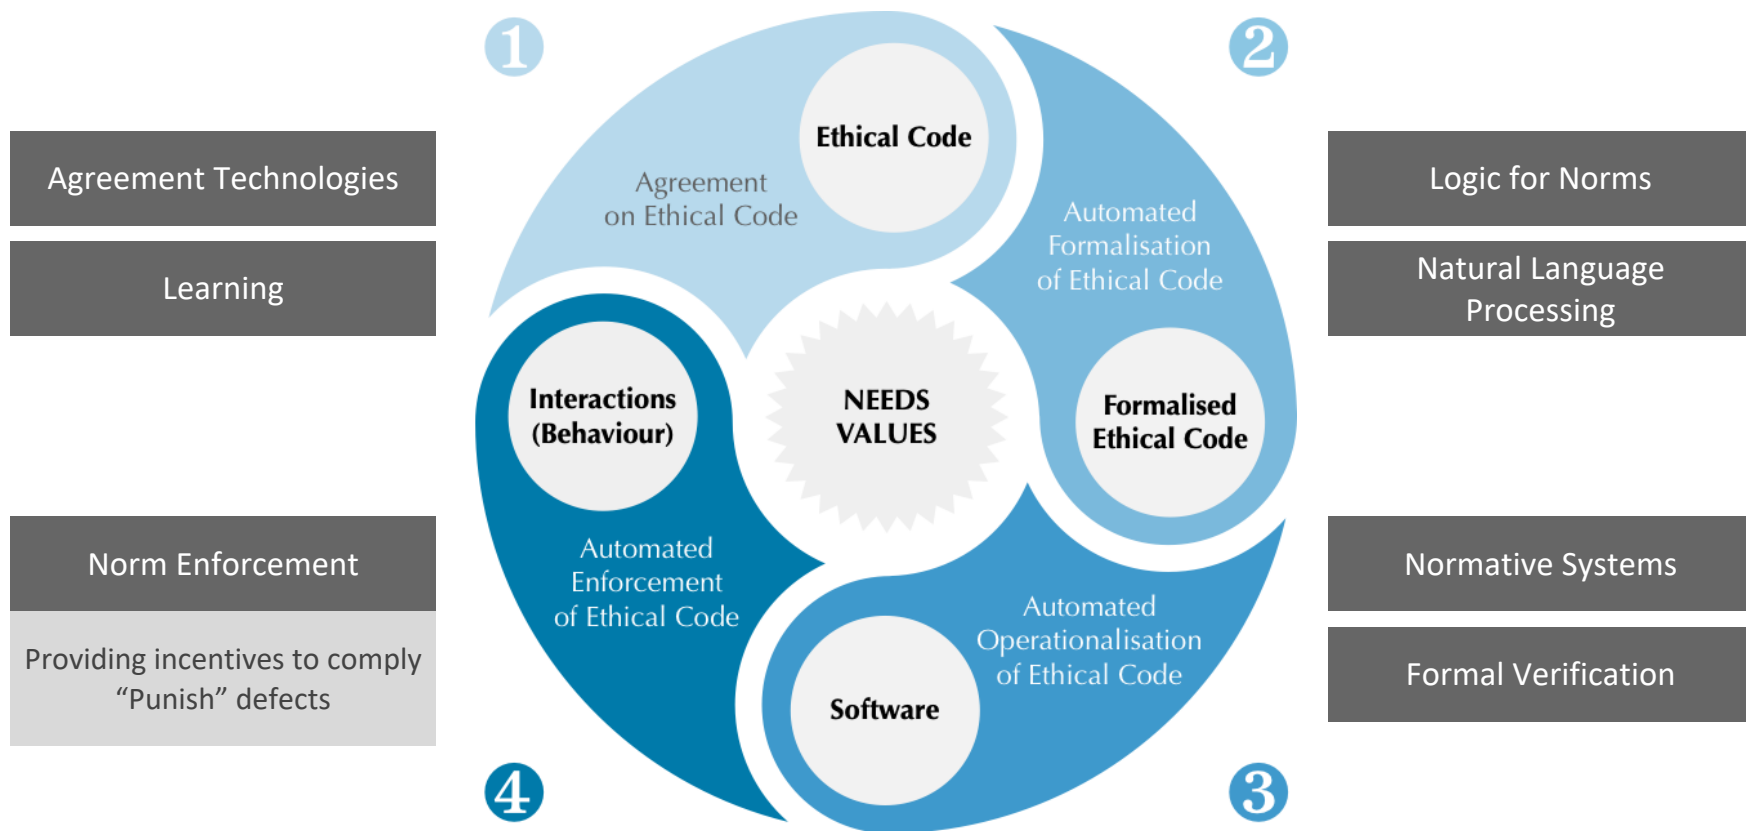 1
Agreement Technologies
Learning
Agreement
on Ethical Code
Ethical Code
2
Automated
Formalisation
of Ethical Code
Formalised
Ethical Code
Logic for Norms
Natural Language
Processing
NEEDS
VALUES
3
Automated
Operationalisation
of Ethical Code
Software
Normative Systems
Formal Verification
4
Interactions
(Behaviour)
Automated
Enforcement
of Ethical Code
Norm Enforcement
Providing incentives to comply
“Punish” defects